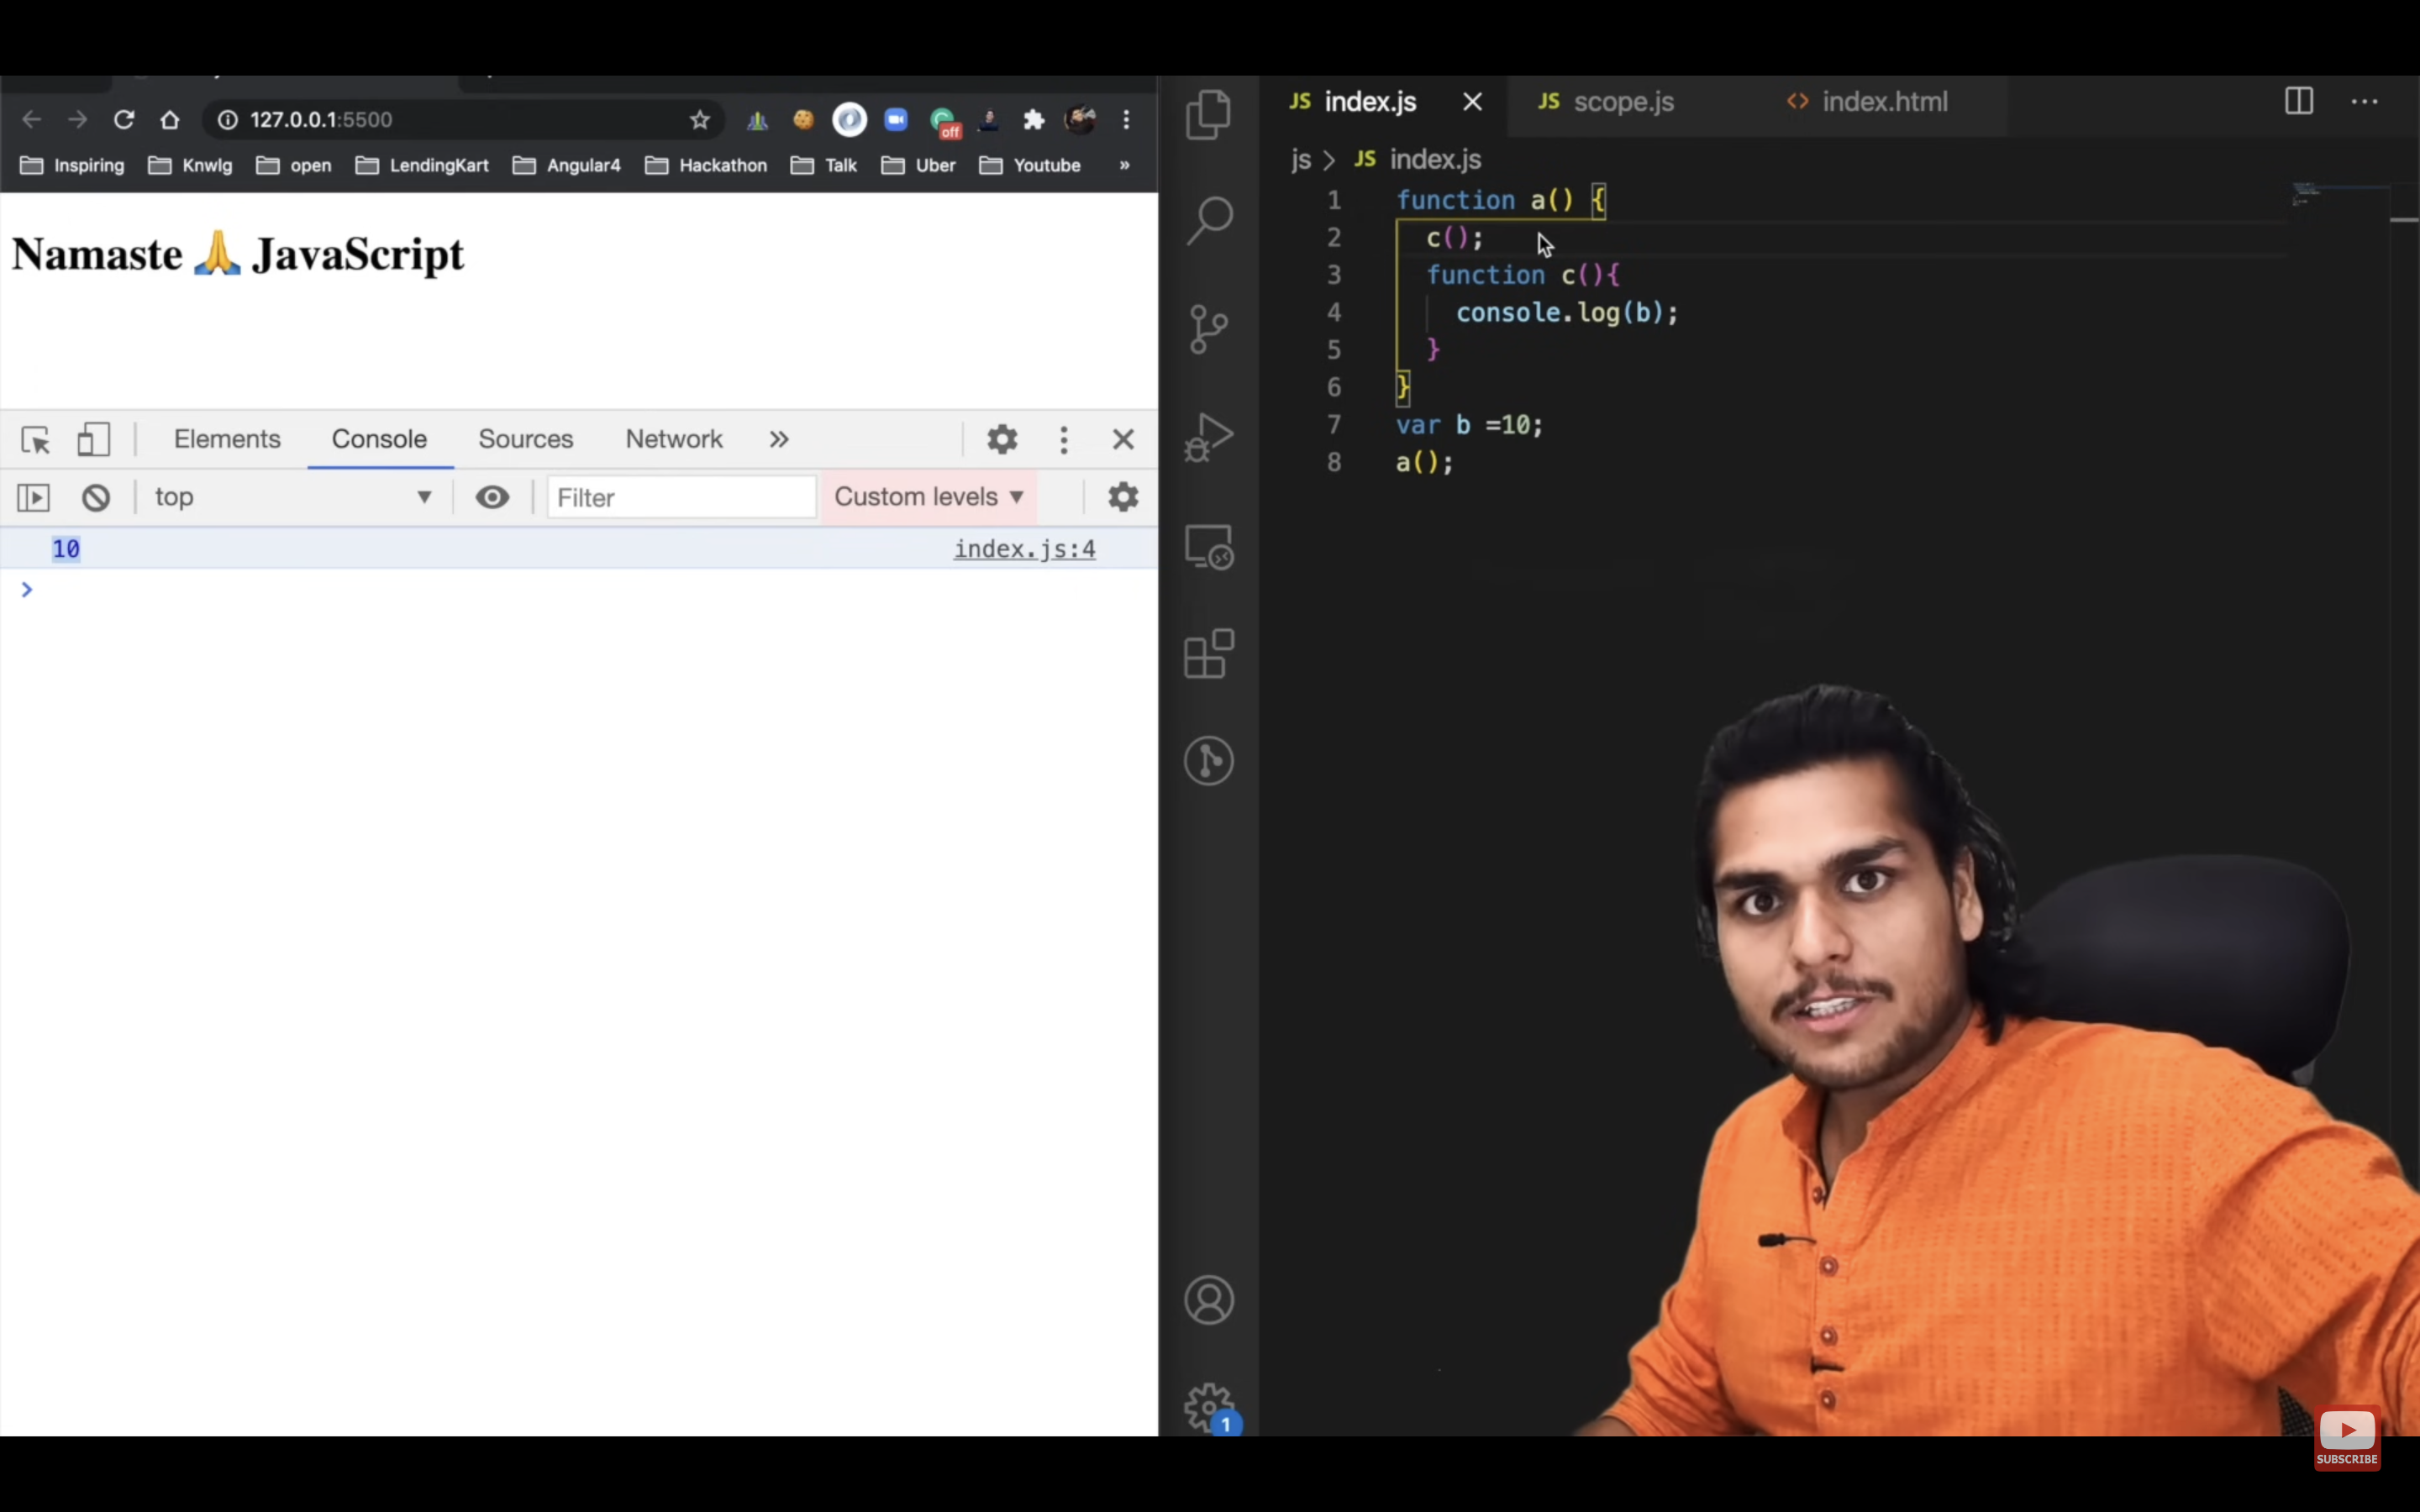 127.0.0.1:5500
off
Inspiring Knwlg open LendingKart Angular4 Hackathon Talk Uber Youtube »
Namaste 🙏 JavaScript
Elements Console Sources Network »
top Filter Custom levels ▼
10 index.js:4
>
JS index.js × JS scope.js <> index.html ...
js > JS index.js
1 function a() {
2 c();
3 function c(){
4 console.log(b);
5 }
6 }
7 var b =10;
8 a();
1
SUBSCRIBE